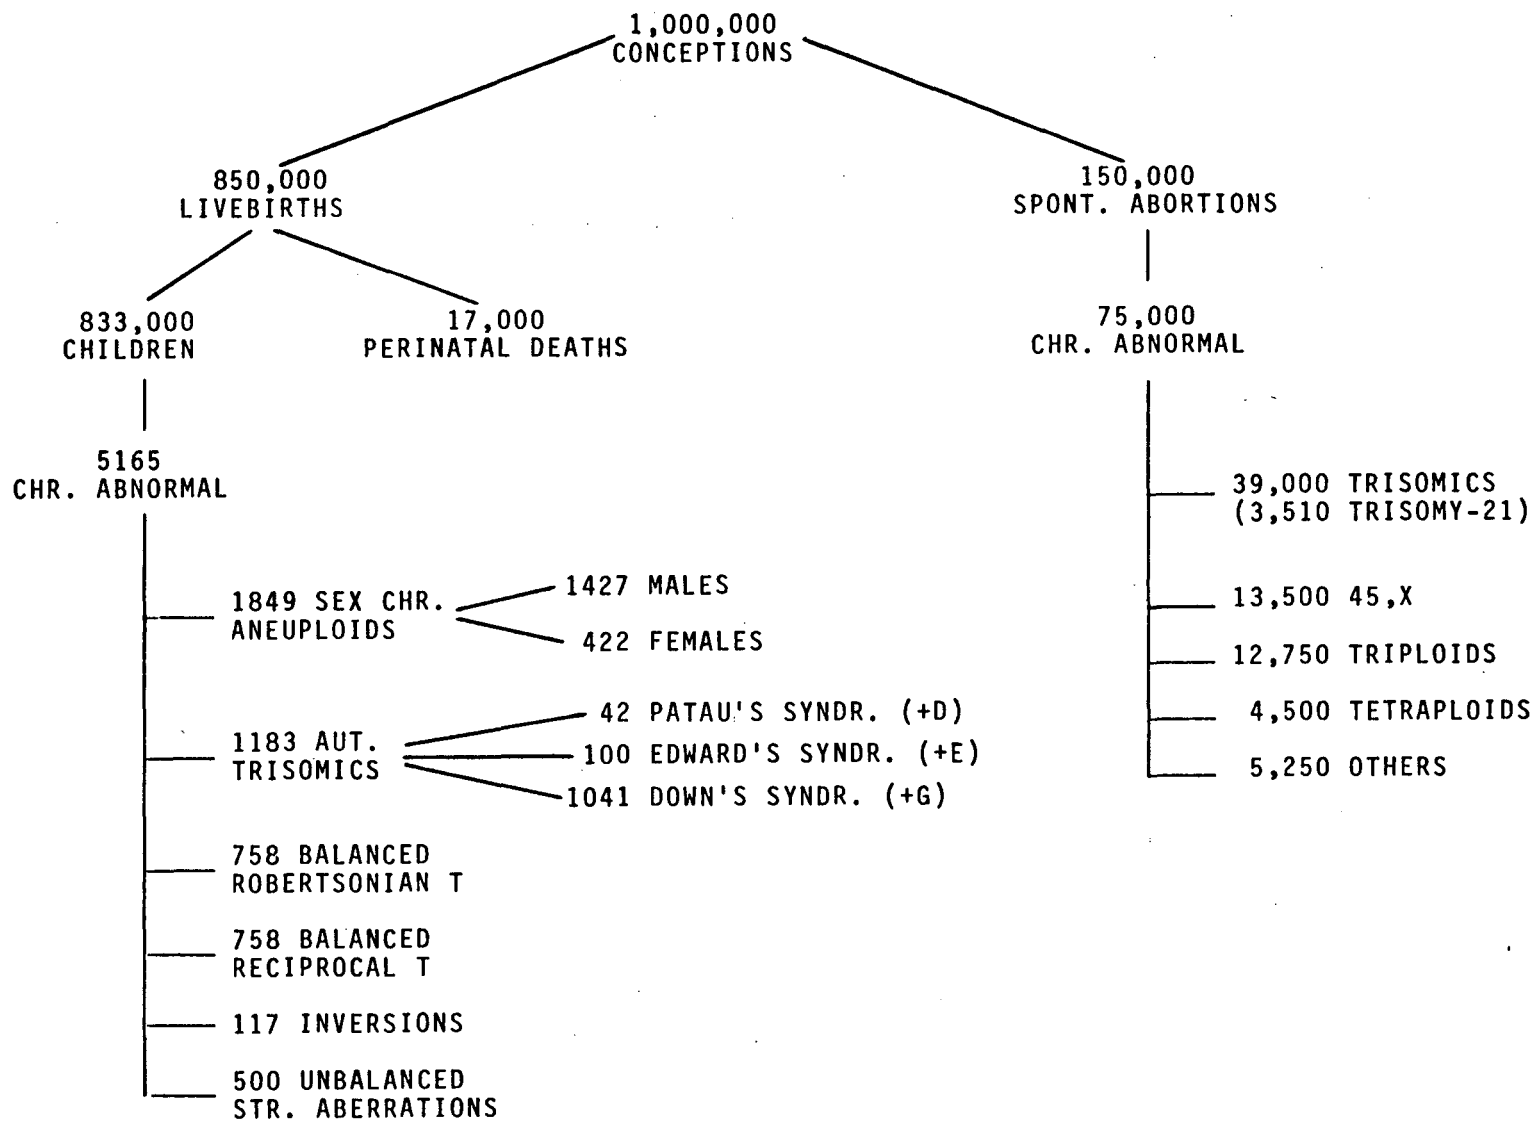 1,000,000
CONCEPTIONS
850,000
LIVEBIRTHS
150,000
SPONT. ABORTIONS
833,000
CHILDREN
17,000
PERINATAL DEATHS
75,000
CHR. ABNORMAL
5165
CHR. ABNORMAL
1849 SEX CHR.
ANEUPLOIDS
1427 MALES
422 FEMALES
1183 AUT.
TRISOMICS
42 PATAU'S SYNDR. (+D)
100 EDWARD'S SYNDR. (+E)
1041 DOWN'S SYNDR. (+G)
758 BALANCED
ROBERTSONIAN T
758 BALANCED
RECIPROCAL T
117 INVERSIONS
500 UNBALANCED
STR. ABERRATIONS
39,000 TRISOMICS
(3,510 TRISOMY-21)
13,500 45,X
12,750 TRIPLOIDS
4,500 TETRAPLOIDS
5,250 OTHERS